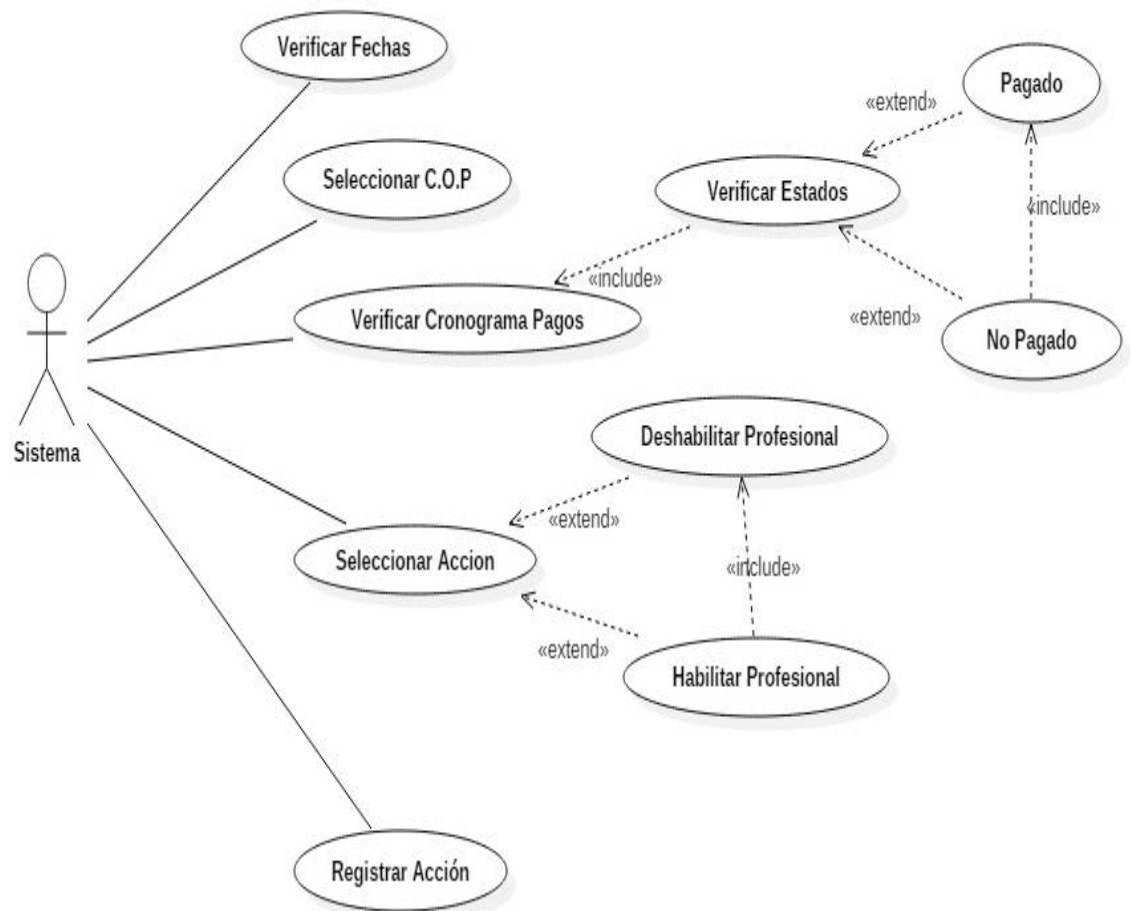 Verificar Fechas
Pagado
«extend»
Seleccionar C.O.P
Verificar Estados
«include»
«include»
Verificar Cronograma Pagos
«extend»
No Pagado
Sistema
Deshabilitar Profesional
«extend»
Seleccionar Accion
«include»
«extend»
Habilitar Profesional
Registrar Acción